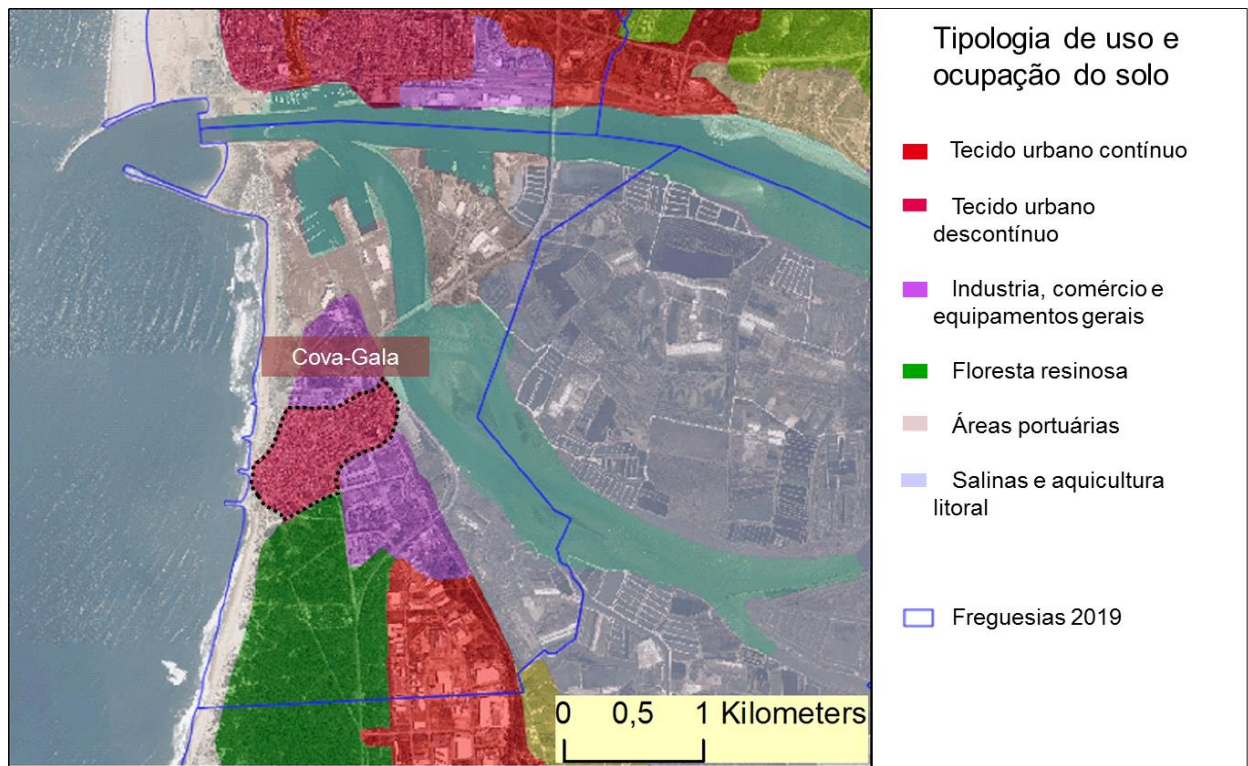 Tipologia de uso e
ocupação do solo
Tecido urbano contínuo
Tecido urbano
descontínuo
Industria, comércio e
equipamentos gerais
Floresta resinosa
Áreas portuárias
Salinas e aquicultura
litoral
Freguesias 2019
Cova-Gala
0 0,5 1 Kilometers